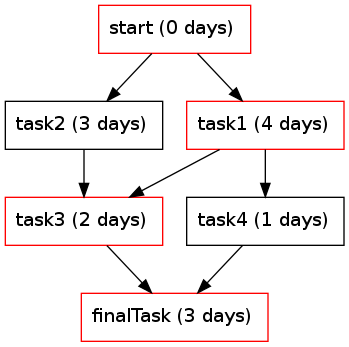 start (0 days)
task2 (3 days)
task1 (4 days)
task3 (2 days)
task4 (1 days)
finalTask (3 days)